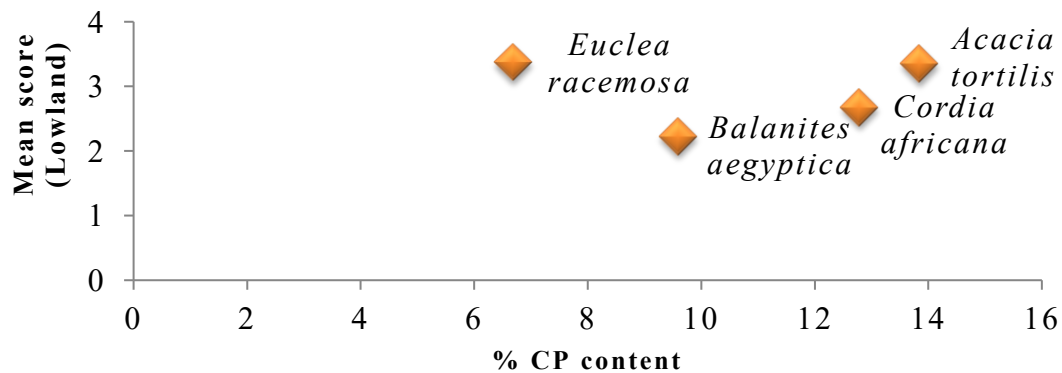 Mean score
(Lowland)
4
3
2
1
0
Euclea
racemosa
Acacia
tortilis
Balanites
aegyptica
Cordia
africana
0 2 4 6 8 10 12 14 16
% CP content